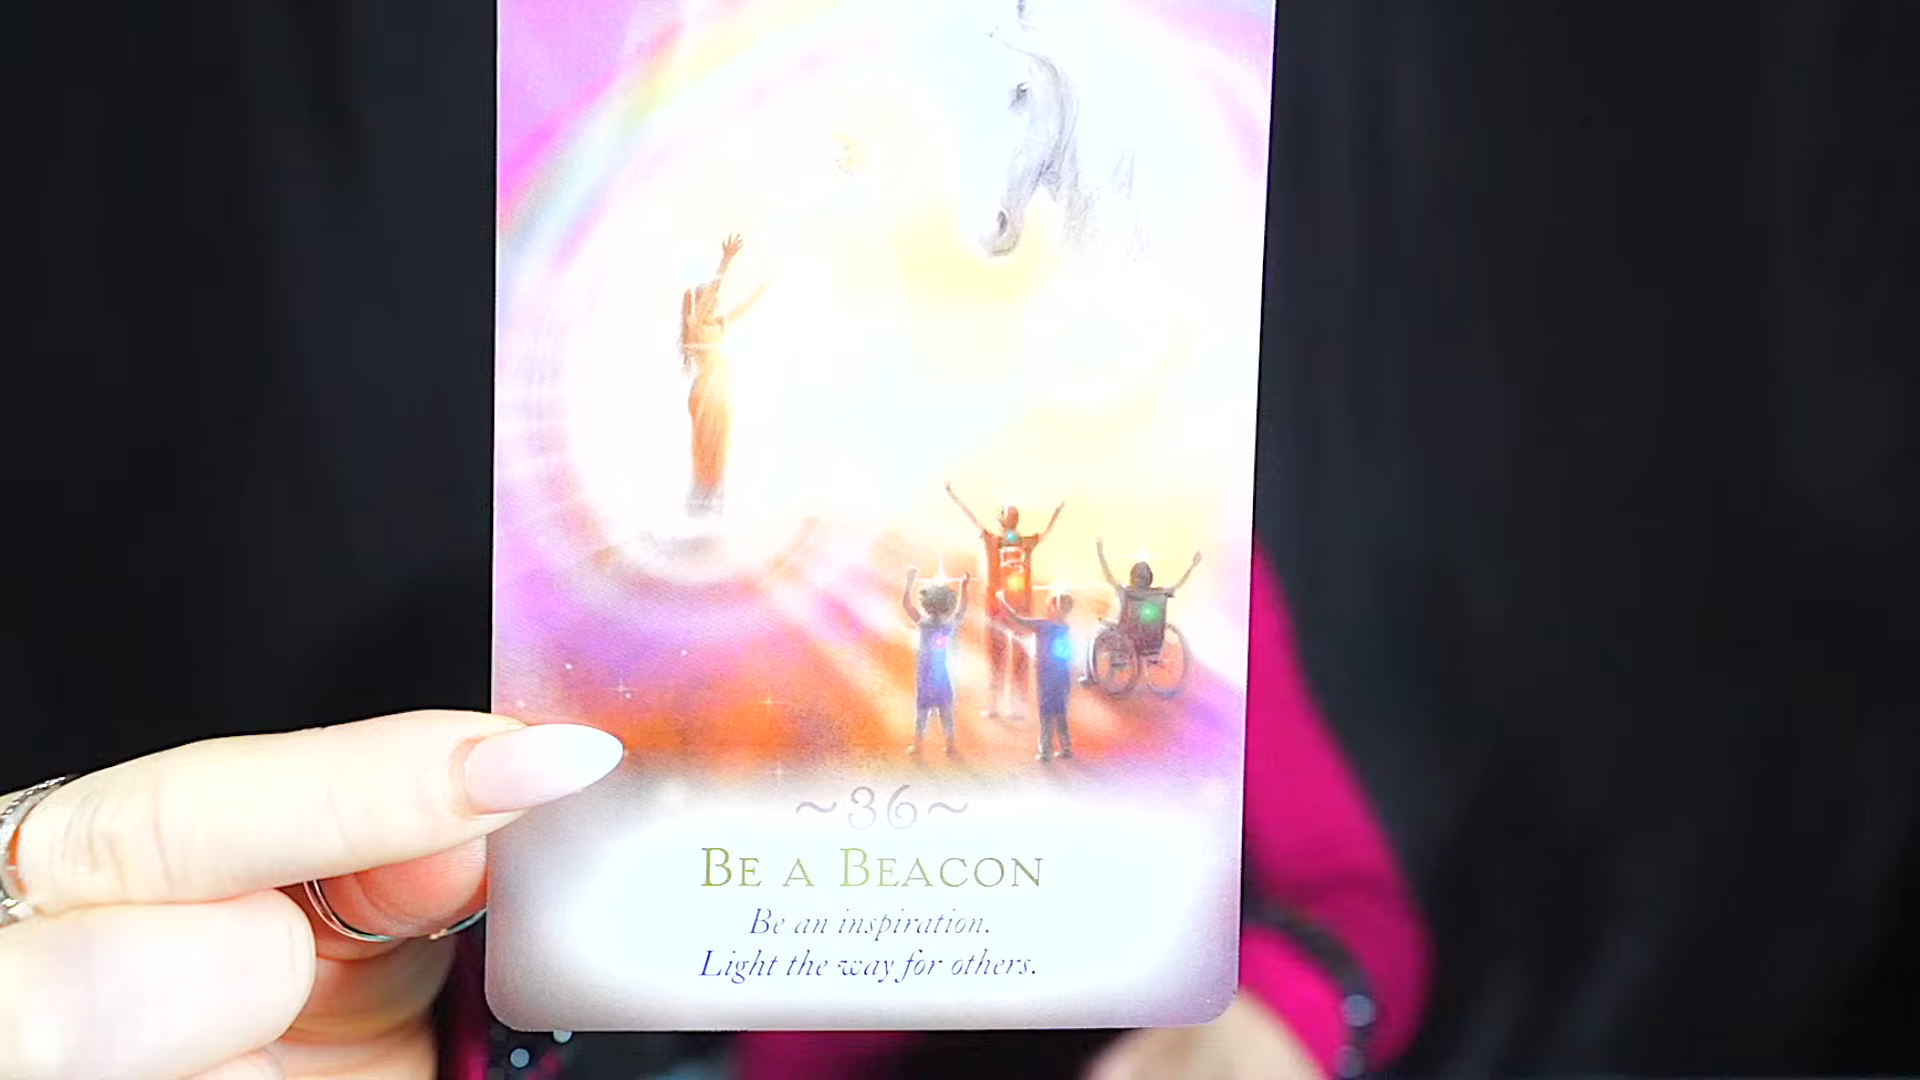 ~36~
BE A BEACON
Be an inspiration.
Light the way for others.